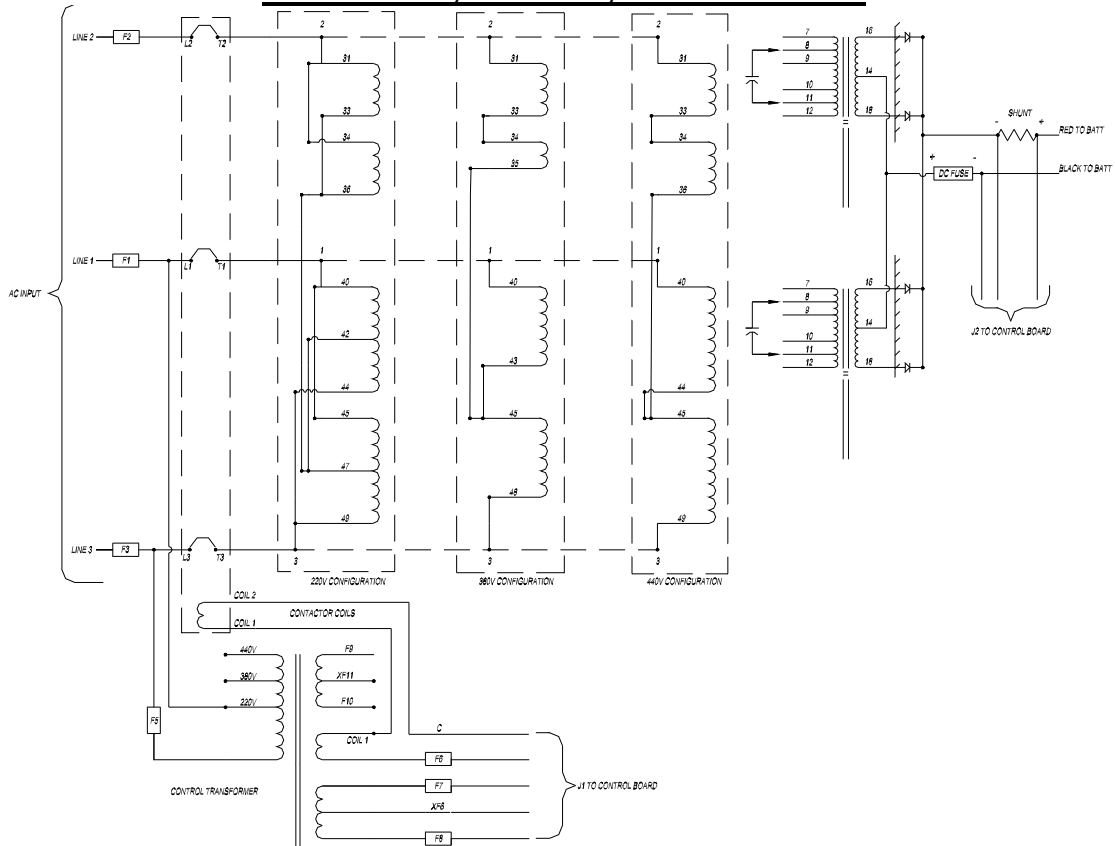 LINE 2
F2
L2
T2
2
31
33
34
36
2
31
33
34
35
2
31
33
34
36
7
8
9
10
11
12
16
14
18
SHUNT
-
+
RED TO BATT
+
-
DC FUSE
BLACK TO BATT
LINE 1
F1
L1
T1
AC INPUT
1
40
42
44
45
47
49
3
1
40
43
45
48
3
1
40
44
45
49
3
7
8
9
10
11
12
16
14
18
J2 TO CONTROL BOARD
LINE 3
F3
L3
T3
220V CONFIGURATION
380V CONFIGURATION
440V CONFIGURATION
COIL 2
CONTACTOR COILS
COIL 1
440V
380V
220V
F9
XF11
F10
F5
COIL 1
C
F6
F7
XF6
F8
J1 TO CONTROL BOARD
CONTROL TRANSFORMER